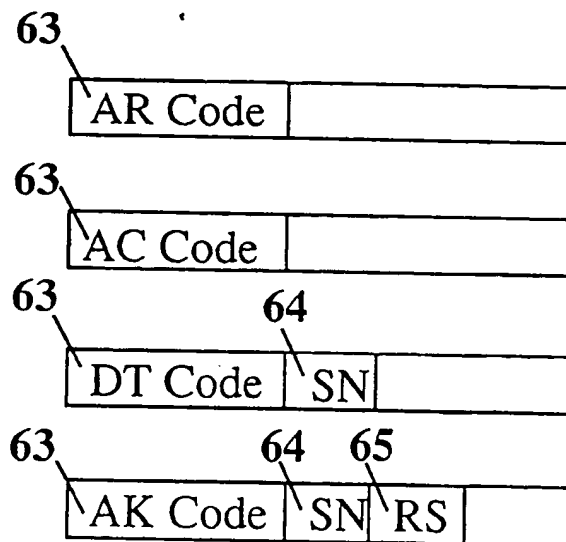 63
AR Code
63
AC Code
63 64
DT Code SN
63 64 65
AK Code SN RS